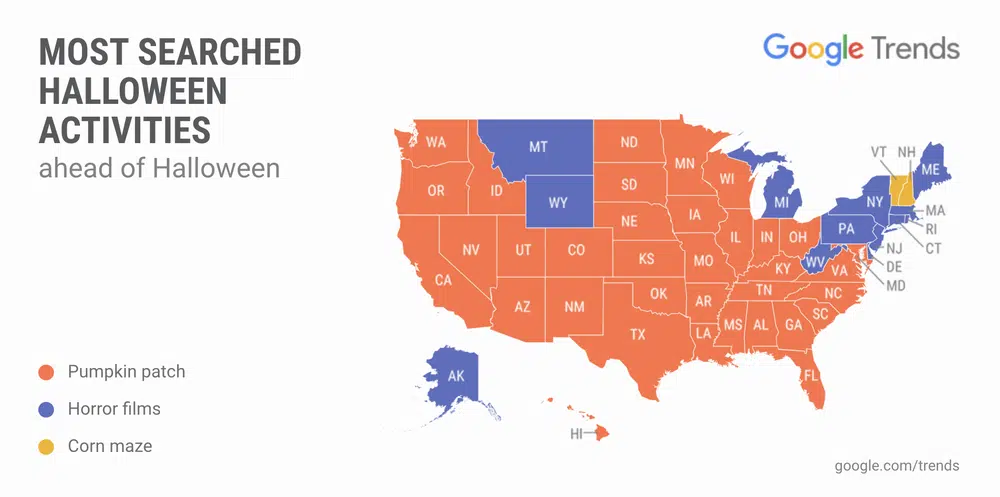 MOST SEARCHED
HALLOWEEN
ACTIVITIES
ahead of Halloween
Google Trends
WA
MT
ND
MN
VT
NH
ME
OR
ID
WY
SD
WI
MI
NY
MA
RI
CT
NV
UT
CO
NE
IA
IL
IN
OH
PA
NJ
DE
MD
CA
KS
MO
KY
WV
VA
AZ
NM
OK
AR
TN
NC
SC
TX
LA
MS
AL
GA
FL
AK
HI
Pumpkin patch
Horror films
Corn maze
google.com/trends